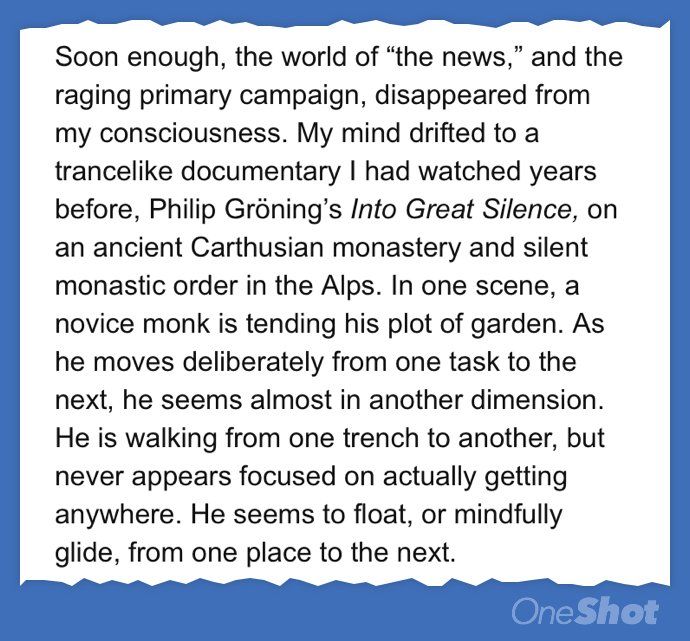 Soon enough, the world of “the news,” and the
raging primary campaign, disappeared from
my consciousness. My mind drifted to a
trancelike documentary I had watched years
before, Philip Gröning’s Into Great Silence, on
an ancient Carthusian monastery and silent
monastic order in the Alps. In one scene, a
novice monk is tending his plot of garden. As
he moves deliberately from one task to the
next, he seems almost in another dimension.
He is walking from one trench to another, but
never appears focused on actually getting
anywhere. He seems to float, or mindfully
glide, from one place to the next.
OneShot